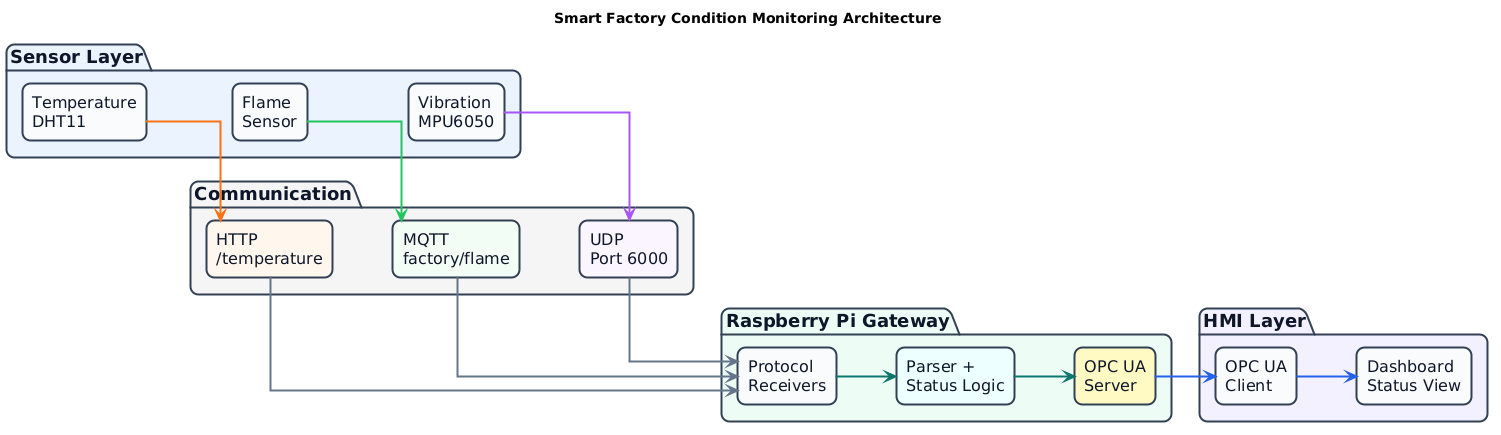 Smart Factory Condition Monitoring Architecture
Sensor Layer
Temperature
DHT11
Flame
Sensor
Vibration
MPU6050
Communication
HTTP
/temperature
MQTT
factory/flame
UDP
Port 6000
Raspberry Pi Gateway
Protocol
Receivers
Parser +
Status Logic
OPC UA
Server
HMI Layer
OPC UA
Client
Dashboard
Status View